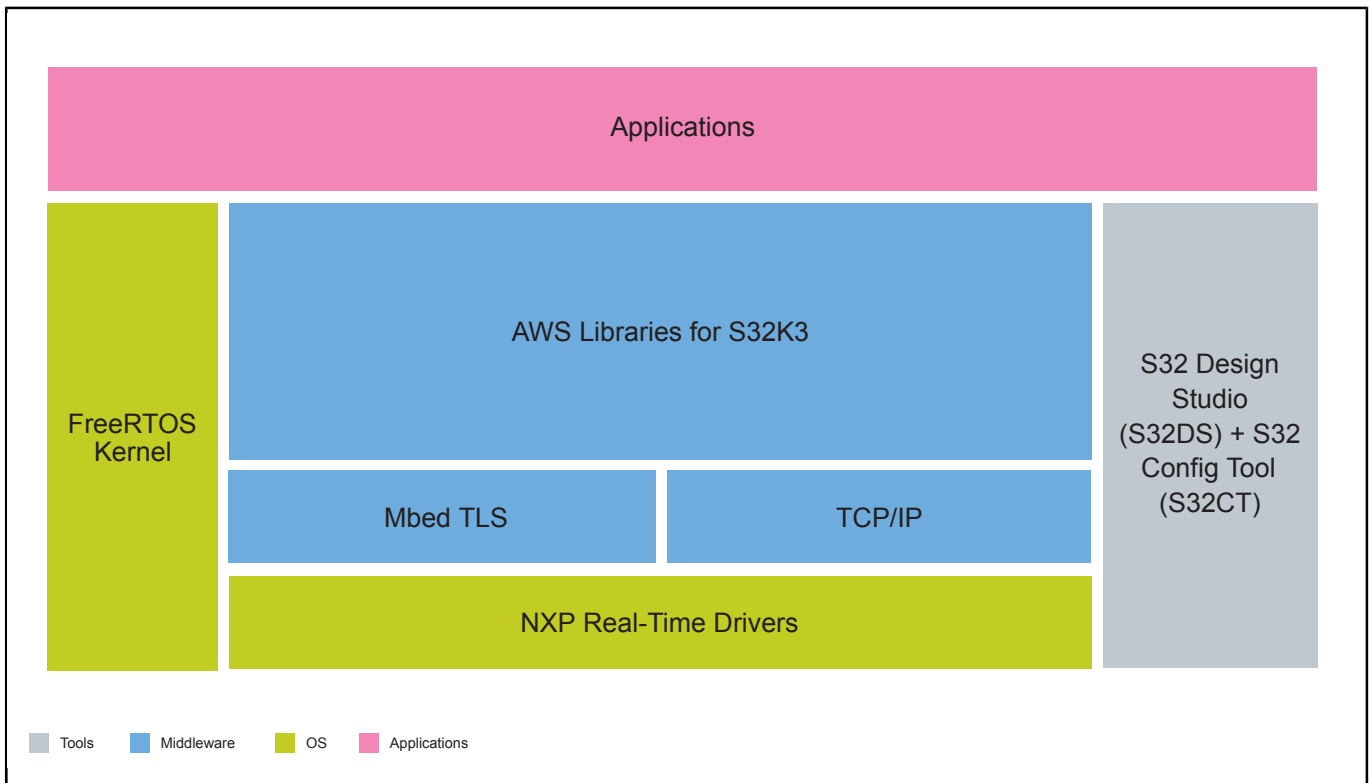 Applications
AWS Libraries for S32K3
FreeRTOS
Kernel
S32 Design
Studio
(S32DS) + S32
Config Tool
(S32CT)
Mbed TLS
TCP/IP
NXP Real-Time Drivers
Tools
Middleware
OS
Applications